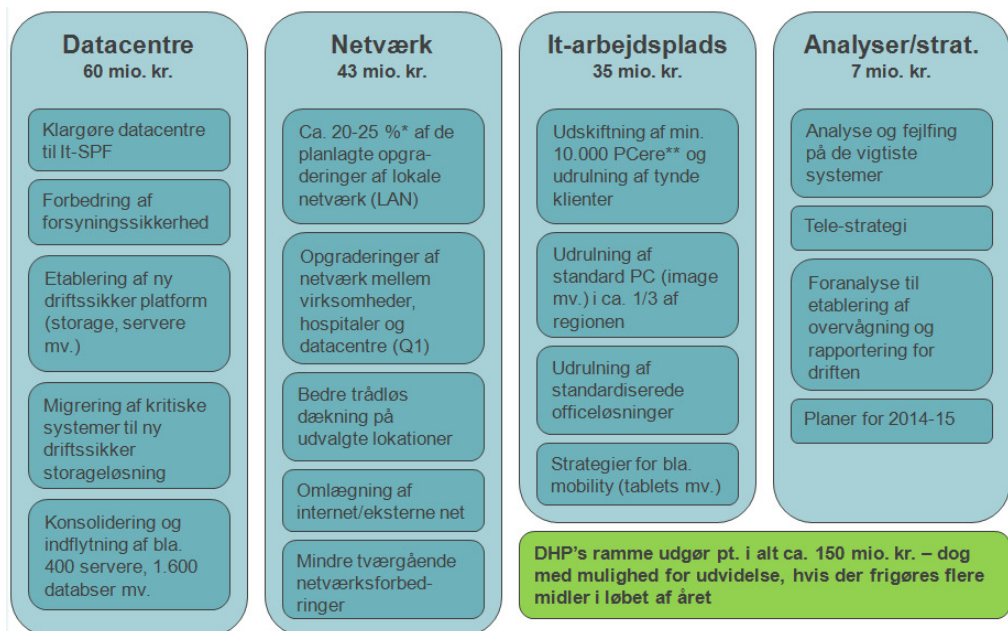 Datacentre
60 mio. kr.
Klargøre datacentre
til It-SPF
Forbedring af
forsyningssikkerhed
Etablering af ny
driftssikker platform
(storage, servere
mv.)
Migrering af kritiske
systemer til ny
driftssikker
storageløsning
Konsolidering og
indflytning af bla.
400 servere, 1.600
databser mv.
Netværk
43 mio. kr.
Ca. 20-25 %* af de
planlagte opgra-
deringer af lokale
netværk (LAN)
Opgraderinger af
netværk mellem
virksomheder,
hospitaler og
datacentre (Q1)
Bedre trådløs
dækning på
udvalgte lokationer
Omlægning af
internet/eksterne net
Mindre tværgående
netværksforbed-
ringer
It-arbejdsplads
35 mio. kr.
Udskiftning af min.
10.000 PCere** og
udrulning af tynde
klienter
Udrulning af
standard PC (image
mv.) i ca. 1/3 af
regionen
Udrulning af
standardiserede
officeløsninger
Strategier for bla.
mobility (tablets mv.)
Analyser/strat.
7 mio. kr.
Analyse og fejlfing
på de vigtiste
systemer
Tele-strategi
Foranalyse til
etablering af
overvågning og
rapportering for
driften
Planer for 2014-15
DHP's ramme udgør pt. i alt ca. 150 mio. kr. – dog
med mulighed for udvidelse, hvis der frigøres flere
midler i løbet af året